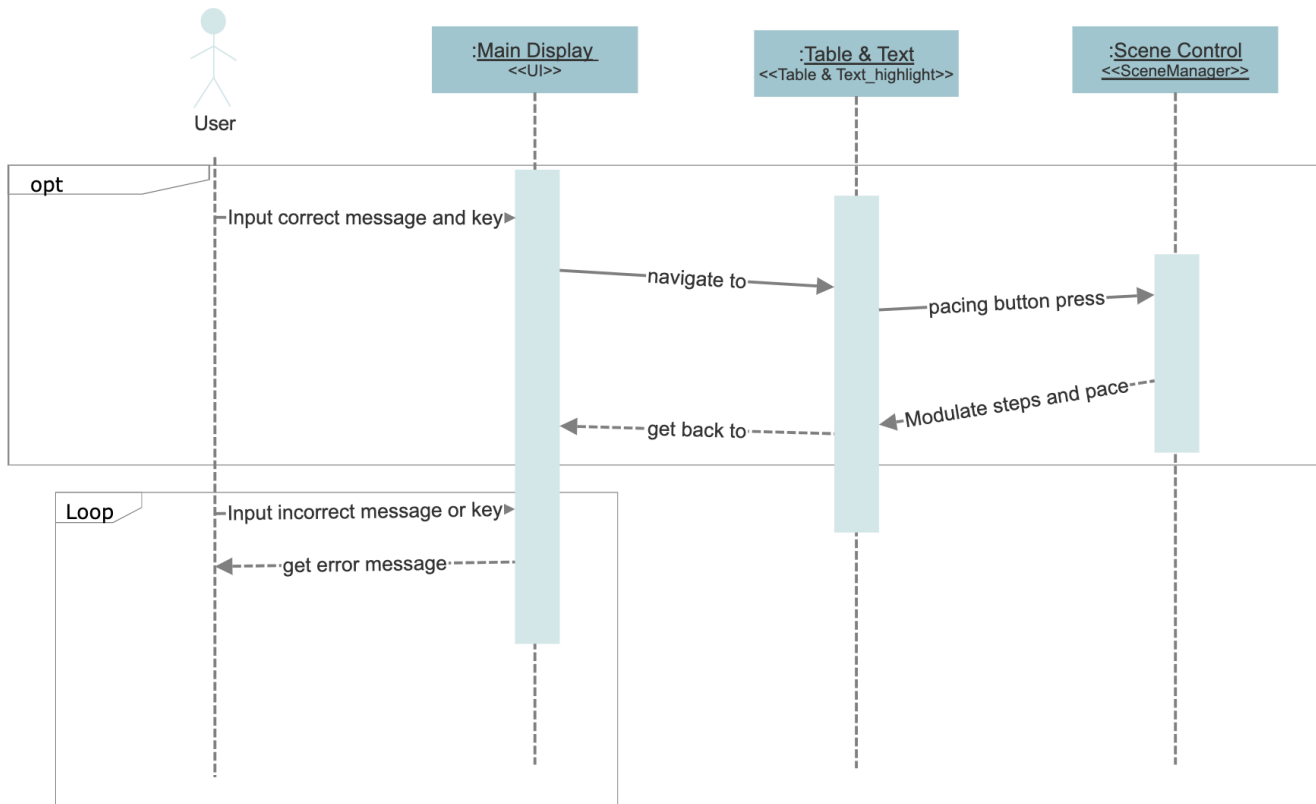 :Main Display
<<UI>>
:Table & Text
<<Table & Text_highlight>>
:Scene Control
<<SceneManager>>
User
opt
Input correct message and key
navigate to
pacing button press
Modulate steps and pace
get back to
Loop
Input incorrect message or key
get error message